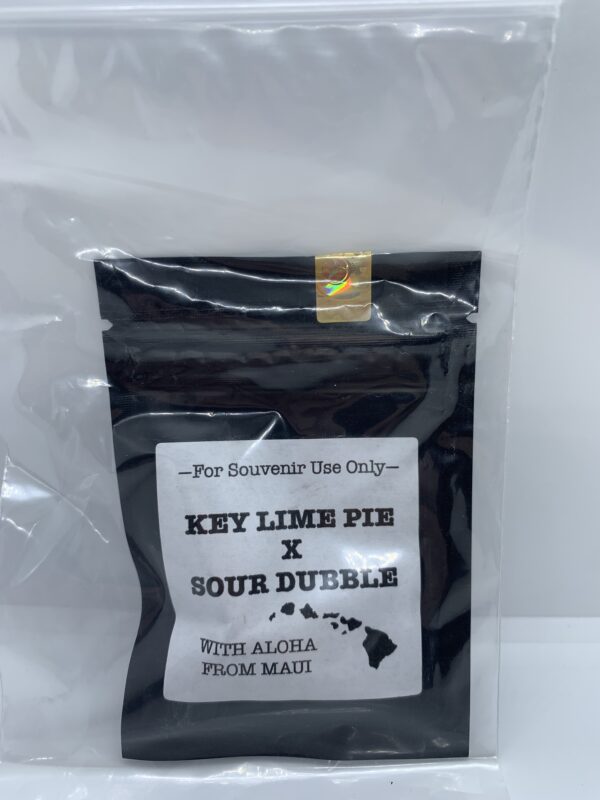 —For Souvenir Use Only—
KEY LIME PIE
X
SOUR DUBBLE
WITH ALOHA
FROM MAUI